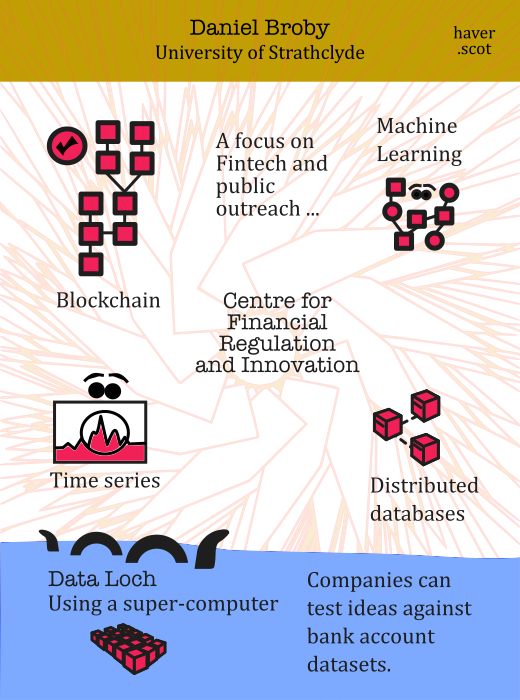 Daniel Broby
University of Strathclyde
haver
.scot
A focus on
Fintech and
public
outreach ...
Machine
Learning
Blockchain
Centre for
Financial
Regulation
and Innovation
Time series
Distributed
databases
Data Loch
Using a super-computer
Companies can
test ideas against
bank account
datasets.